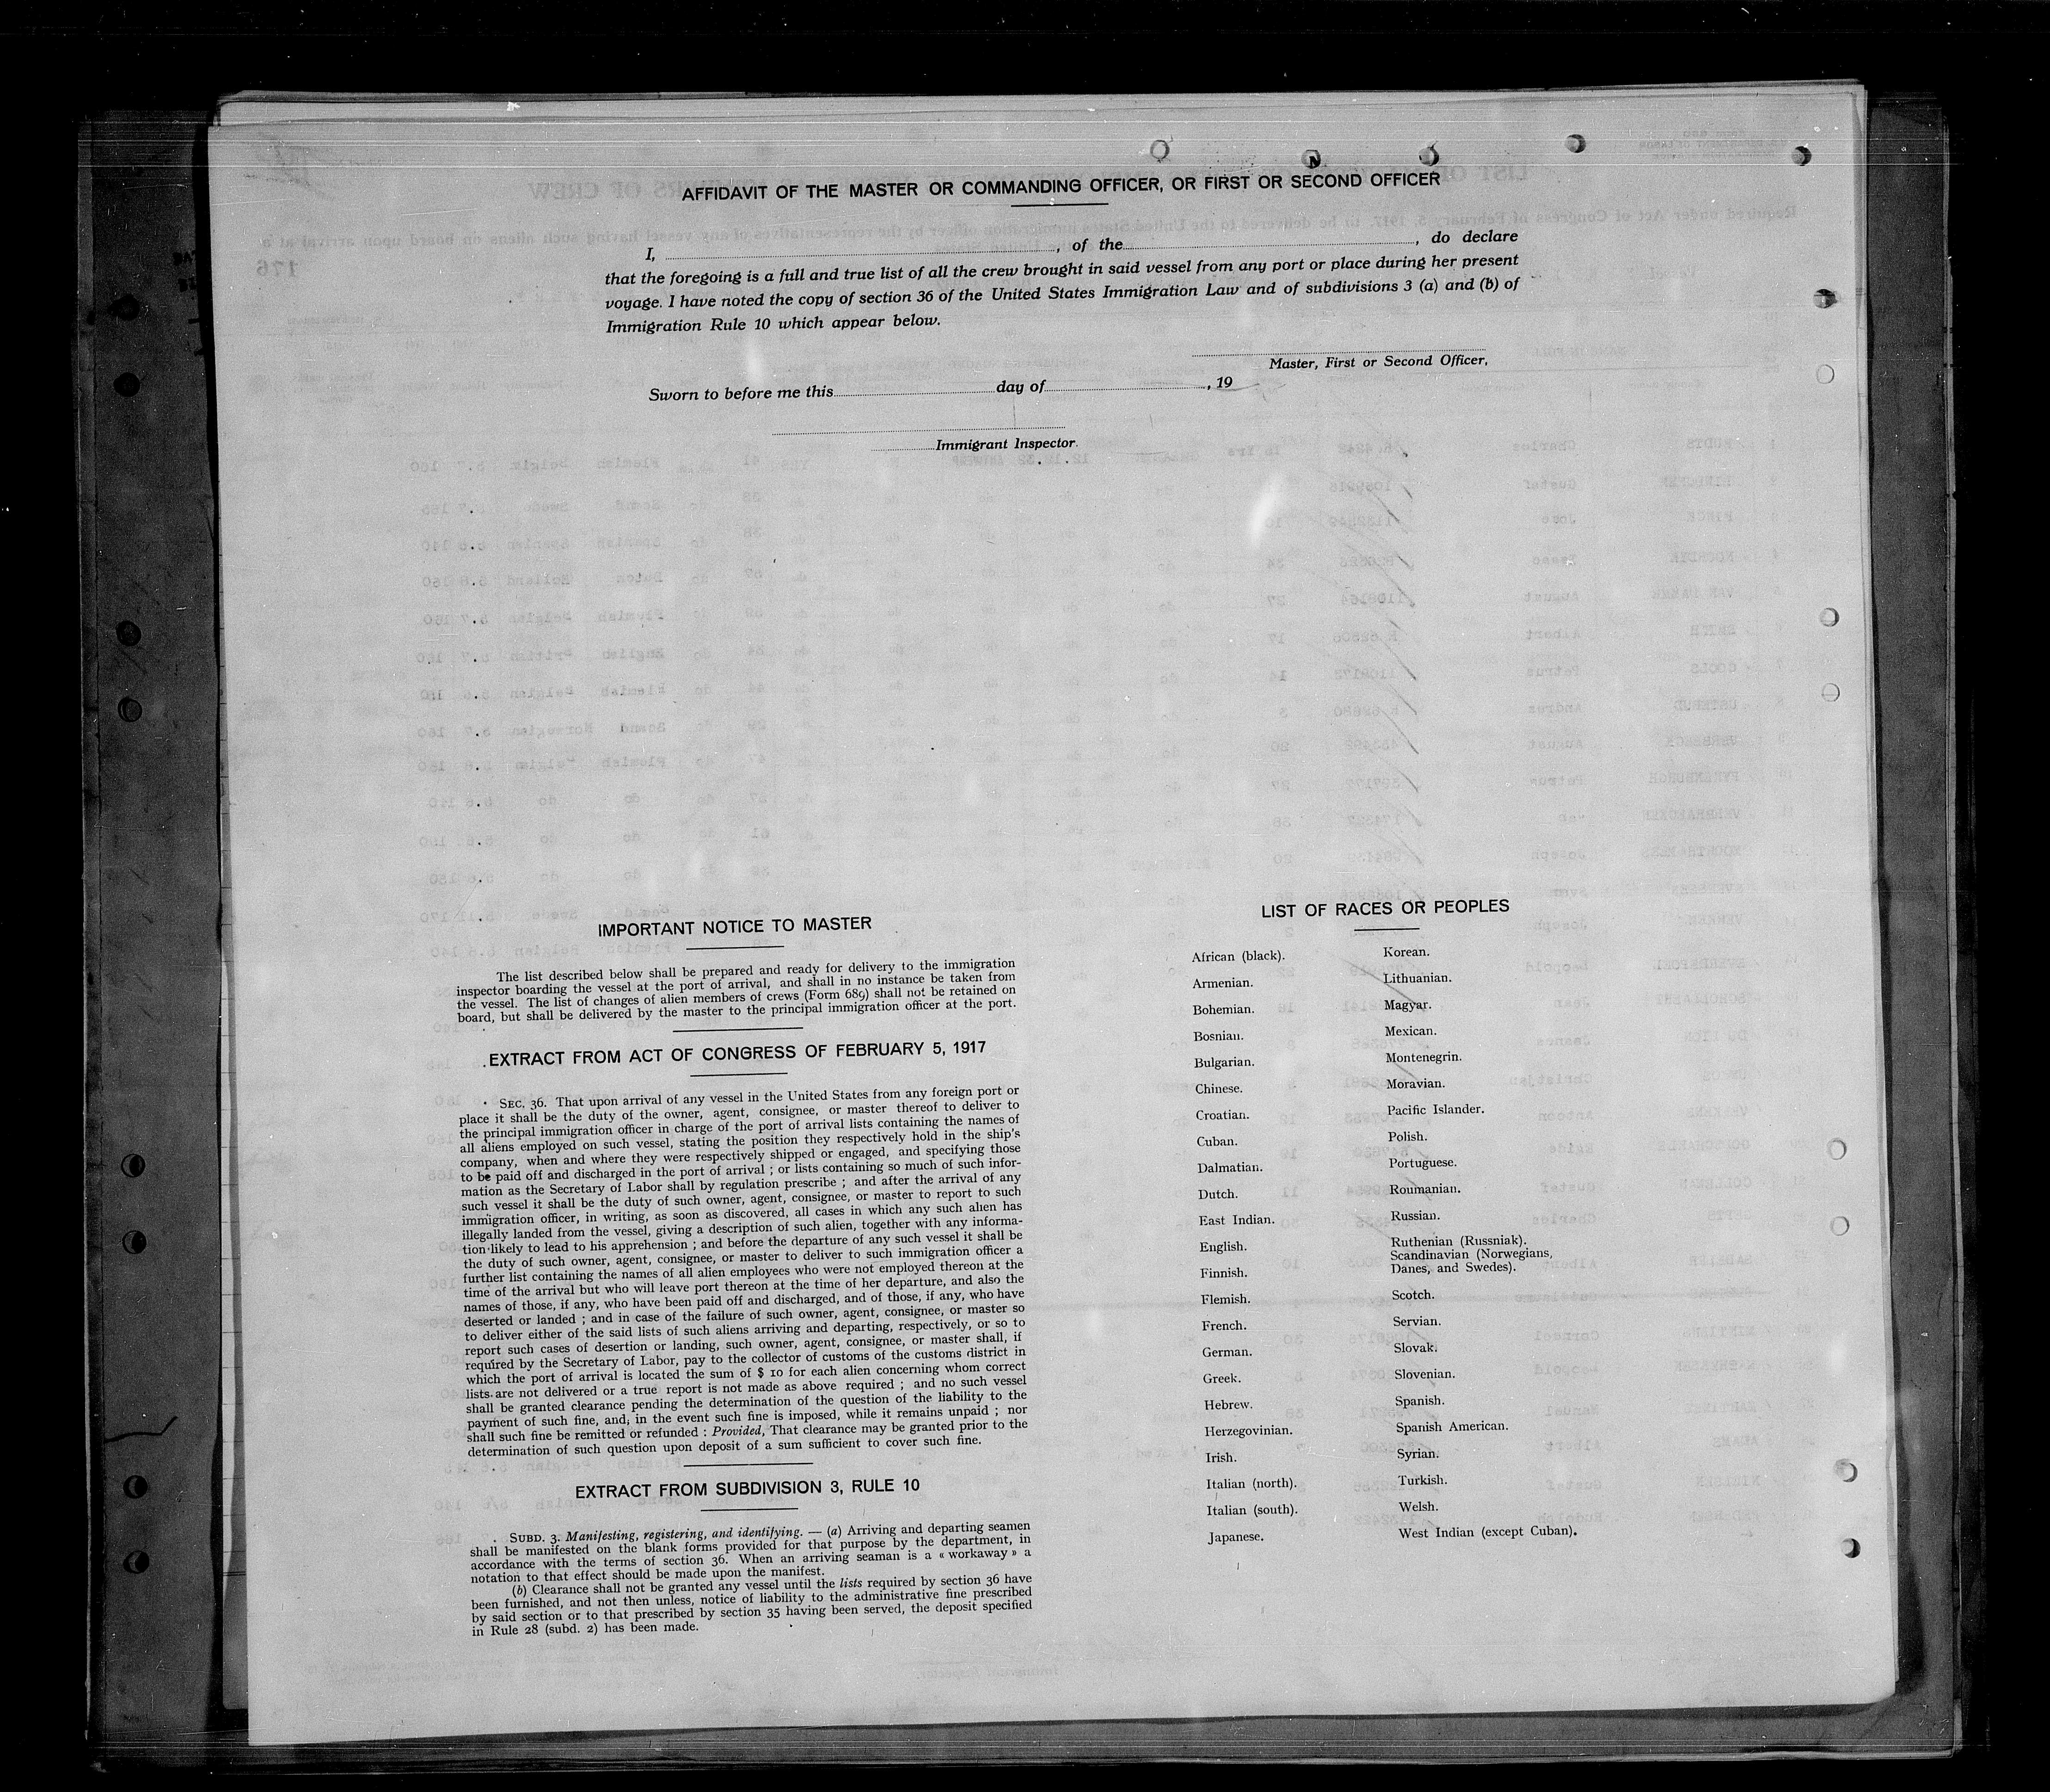 AFFIDAVIT OF THE MASTER OR COMMANDING OFFICER, OR FIRST OR SECOND OFFICER
I, , of the , do declare
that the foregoing is a full and true list of all the crew brought in said vessel from any port or place during her present
voyage. I have noted the copy of section 36 of the United States Immigration Law and of subdivisions 3 (a) and (b) of
Immigration Rule 10 which appear below.
Master, First or Second Officer,
Sworn to before me this day of , 19
Immigrant Inspector.
IMPORTANT NOTICE TO MASTER
The list described below shall be prepared and ready for delivery to the immigration
inspector boarding the vessel at the port of arrival, and shall in no instance be taken from
the vessel. The list of changes of alien members of crews (Form 689) shall not be retained on
board, but shall be delivered by the master to the principal immigration officer at the port.
EXTRACT FROM ACT OF CONGRESS OF FEBRUARY 5, 1917
SEC. 36. That upon arrival of any vessel in the United States from any foreign port or
place it shall be the duty of the owner, agent, consignee, or master thereof to deliver to
the principal immigration officer in charge of the port of arrival lists containing the names of
all aliens employed on such vessel, stating the position they respectively hold in the ship's
company, when and where they were respectively shipped or engaged, and specifying those
to be paid off and discharged in the port of arrival ; or lists containing so much of such infor-
mation as the Secretary of Labor shall by regulation prescribe ; and after the arrival of any
such vessel it shall be the duty of such owner, agent, consignee, or master to report to such
immigration officer, in writing, as soon as discovered, all cases in which any such alien has
illegally landed from the vessel, giving a description of such alien, together with any informa-
tion likely to lead to his apprehension ; and before the departure of any such vessel it shall be
the duty of such owner, agent, consignee, or master to deliver to such immigration officer a
further list containing the names of all alien employees who were not employed thereon at the
time of the arrival but who will leave port thereon at the time of her departure, and also the
names of those, if any, who have been paid off and discharged, and of those, if any, who have
deserted or landed ; and in case of the failure of such owner, agent, consignee, or master so
to deliver either of the said lists of such aliens arriving and departing, respectively, or so to
report such cases of desertion or landing, such owner, agent, consignee, or master shall, if
required by the Secretary of Labor, pay to the collector of customs of the customs district in
which the port of arrival is located the sum of $ 10 for each alien concerning whom correct
lists are not delivered or a true report is not made as above required ; and no such vessel
shall be granted clearance pending the determination of the question of the liability to the
payment of such fine, and, in the event such fine is imposed, while it remains unpaid ; nor
shall such fine be remitted or refunded : Provided, That clearance may be granted prior to the
determination of such question upon deposit of a sum sufficient to cover such fine.
EXTRACT FROM SUBDIVISION 3, RULE 10
SUBD. 3. Manifesting, registering, and identifying. — (a) Arriving and departing seamen
shall be manifested on the blank forms provided for that purpose by the department, in
accordance with the terms of section 36. When an arriving seaman is a « workaway » a
notation to that effect should be made upon the manifest.
(b) Clearance shall not be granted any vessel until the lists required by section 36 have
been furnished, and not then unless, notice of liability to the administrative fine prescribed
by said section or to that prescribed by section 35 having been served, the deposit specified
in Rule 28 (subd. 2) has been made.
LIST OF RACES OR PEOPLES
African (black).
Armenian.
Bohemian.
Bosnian.
Bulgarian.
Chinese.
Croatian.
Cuban.
Dalmatian.
Dutch.
East Indian.
English.
Finnish.
Flemish.
French.
German.
Greek.
Hebrew.
Herzegovinian.
Irish.
Italian (north).
Italian (south).
Japanese.
Korean.
Lithuanian.
Magyar.
Mexican.
Montenegrin.
Moravian.
Pacific Islander.
Polish.
Portuguese.
Roumanian.
Russian.
Ruthenian (Russniak).
Scandinavian (Norwegians,
Danes, and Swedes).
Scotch.
Servian.
Slovak.
Slovenian.
Spanish.
Spanish American.
Syrian.
Turkish.
Welsh.
West Indian (except Cuban).